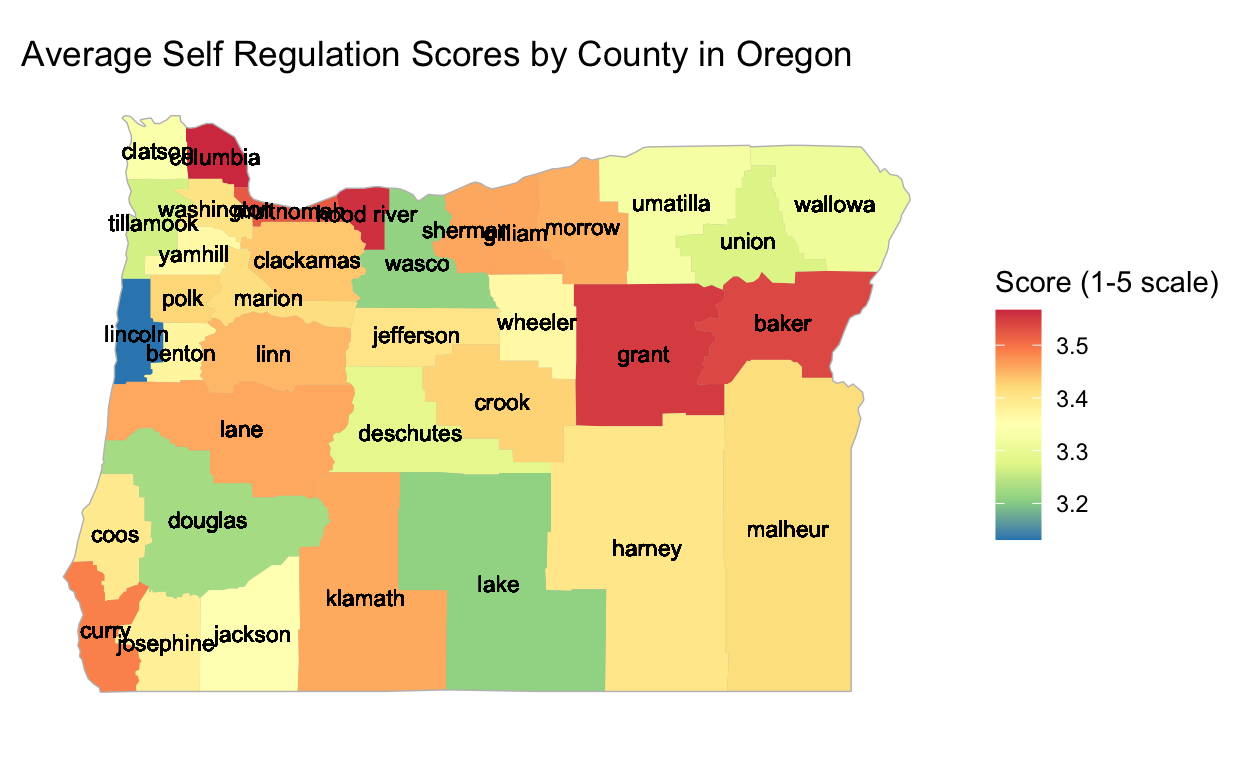 Average Self Regulation Scores by County in Oregon
clatsop
columbia
washington
multnomah
hood river
tillamook
sherman
gilliam
morrow
umatilla
wallowa
union
yamhill
clackamas
wasco
polk
marion
lincoln
benton
linn
jefferson
wheeler
grant
baker
crook
lane
deschutes
coos
douglas
klamath
lake
harney
malheur
curry
josephine
jackson
Score (1-5 scale)
3.5
3.4
3.3
3.2